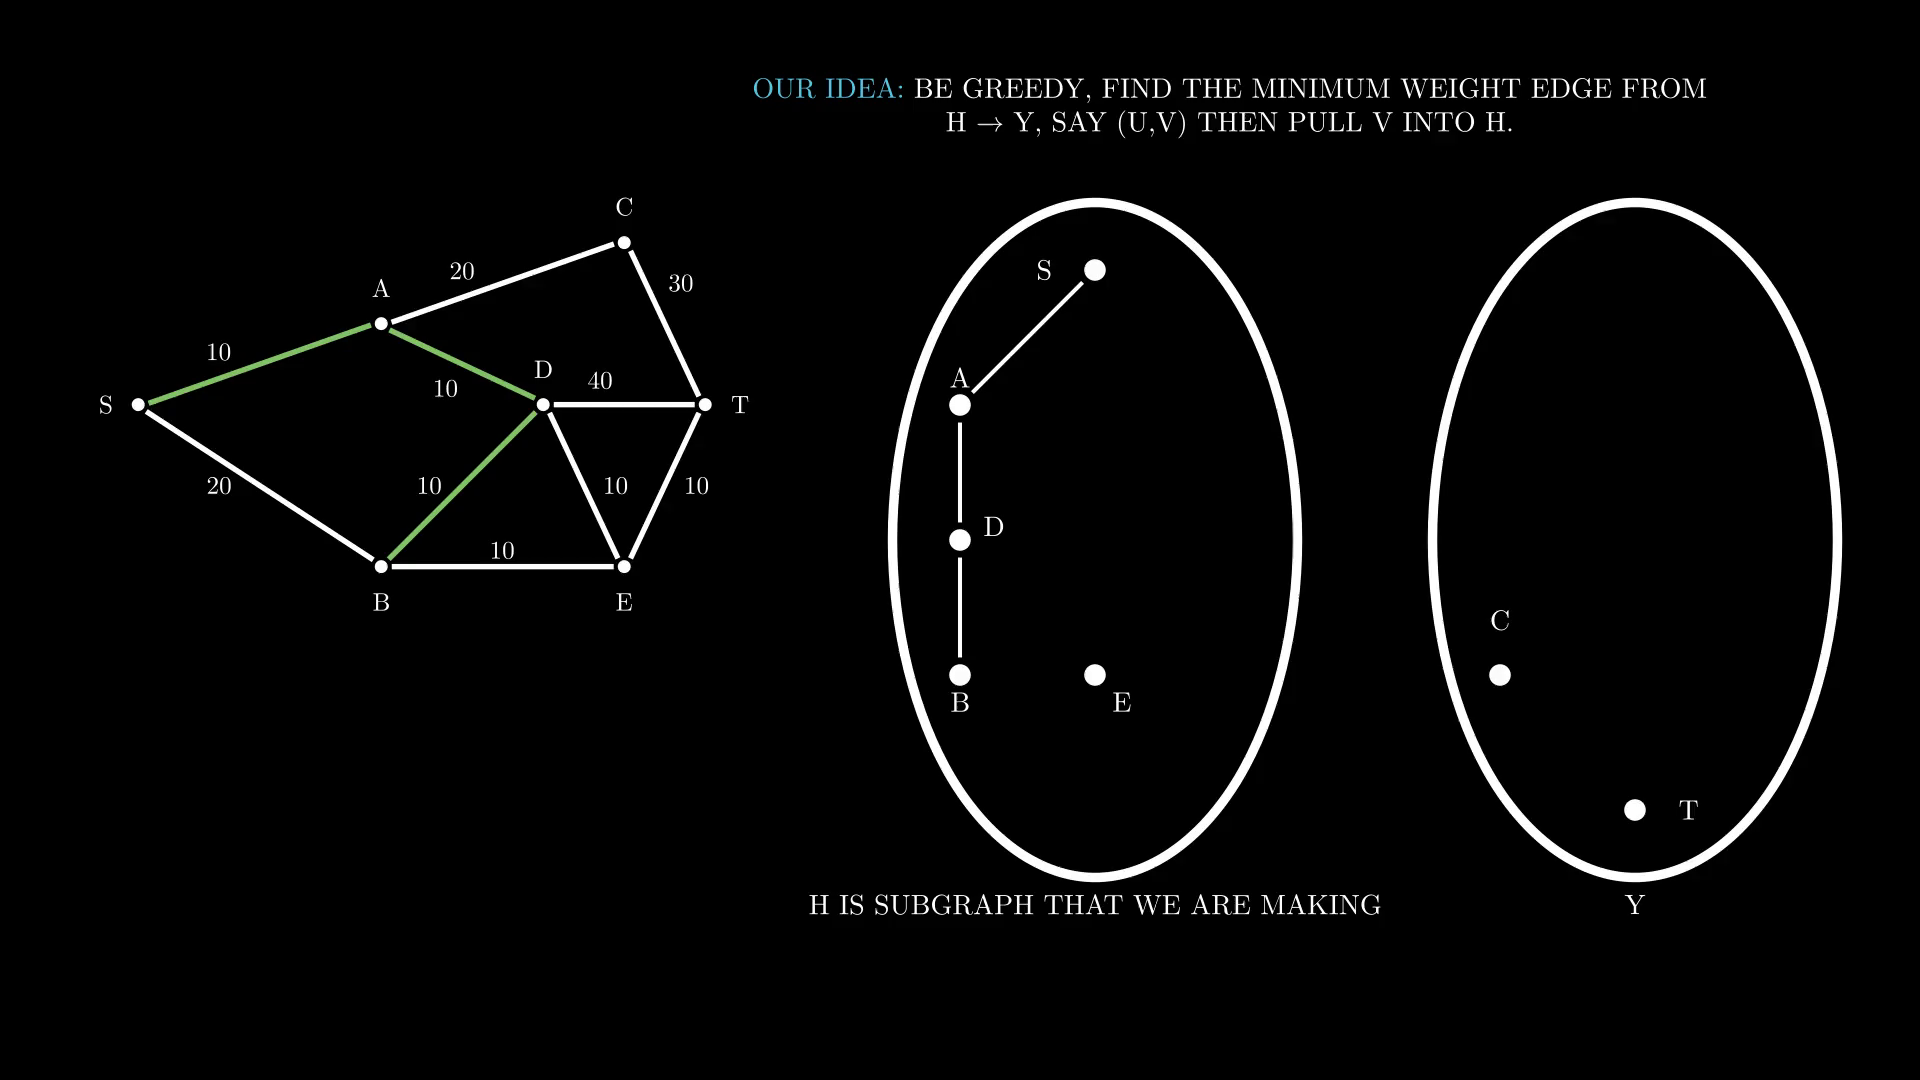 OUR IDEA: BE GREEDY, FIND THE MINIMUM WEIGHT EDGE FROM
H → Y, SAY (U,V) THEN PULL V INTO H.
C
20
30
A
10
D
10
40
S
T
20
10
10
10
10
B
E
S
A
D
B
E
C
T
H IS SUBGRAPH THAT WE ARE MAKING
Y